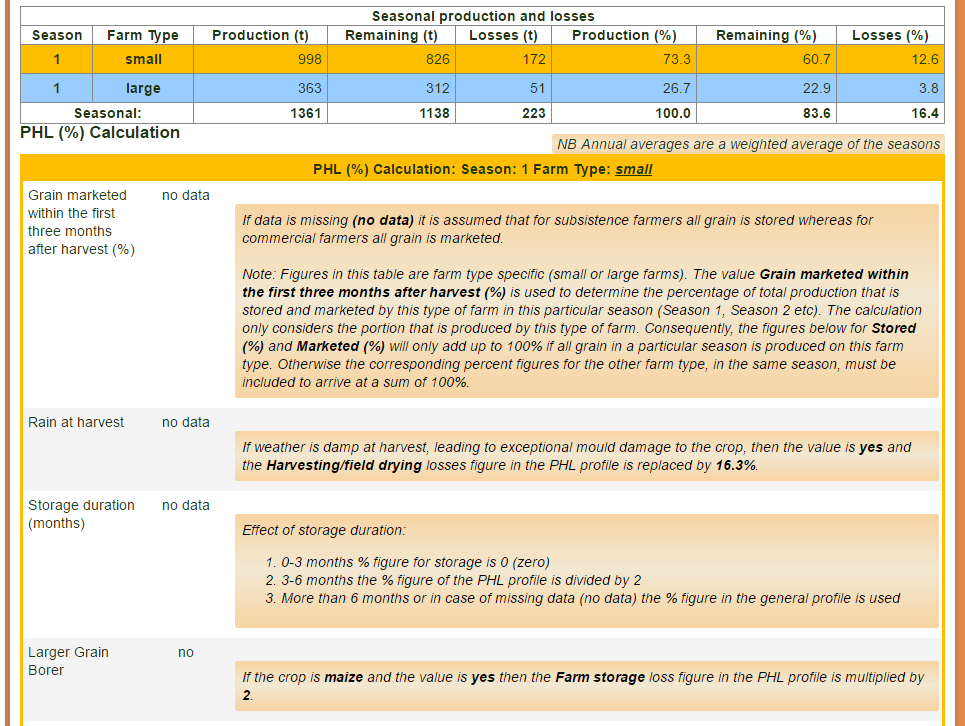 Seasonal production and losses
Season Farm Type Production (t) Remaining (t) Losses (t) Production (%) Remaining (%) Losses (%)
1 small 998 826 172 73.3 60.7 12.6
1 large 363 312 51 26.7 22.9 3.8
Seasonal: 1361 1138 223 100.0 83.6 16.4
PHL (%) Calculation
NB Annual averages are a weighted average of the seasons
PHL (%) Calculation: Season: 1 Farm Type: small
Grain marketed no data
within the first
three months
after harvest (%)
If data is missing (no data) it is assumed that for subsistence farmers all grain is stored whereas for
commercial farmers all grain is marketed.
Note: Figures in this table are farm type specific (small or large farms). The value Grain marketed within
the first three months after harvest (%) is used to determine the percentage of total production that is
stored and marketed by this type of farm in this particular season (Season 1, Season 2 etc). The calculation
only considers the portion that is produced by this type of farm. Consequently, the figures below for Stored
(%) and Marketed (%) will only add up to 100% if all grain in a particular season is produced on this farm
type. Otherwise the corresponding percent figures for the other farm type, in the same season, must be
included to arrive at a sum of 100%.
Rain at harvest no data
If weather is damp at harvest, leading to exceptional mould damage to the crop, then the value is yes and
the Harvesting/field drying losses figure in the PHL profile is replaced by 16.3%.
Storage duration no data
(months)
Effect of storage duration:
1. 0-3 months % figure for storage is 0 (zero)
2. 3-6 months the % figure of the PHL profile is divided by 2
3. More than 6 months or in case of missing data (no data) the % figure in the general profile is used
Larger Grain no
Borer
If the crop is maize and the value is yes then the Farm storage loss figure in the PHL profile is multiplied by
2.